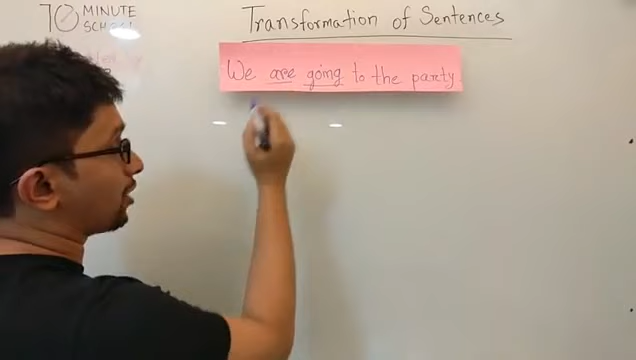 10 MINUTE
SCHOOL
Transformation of Sentences
We are going to the party